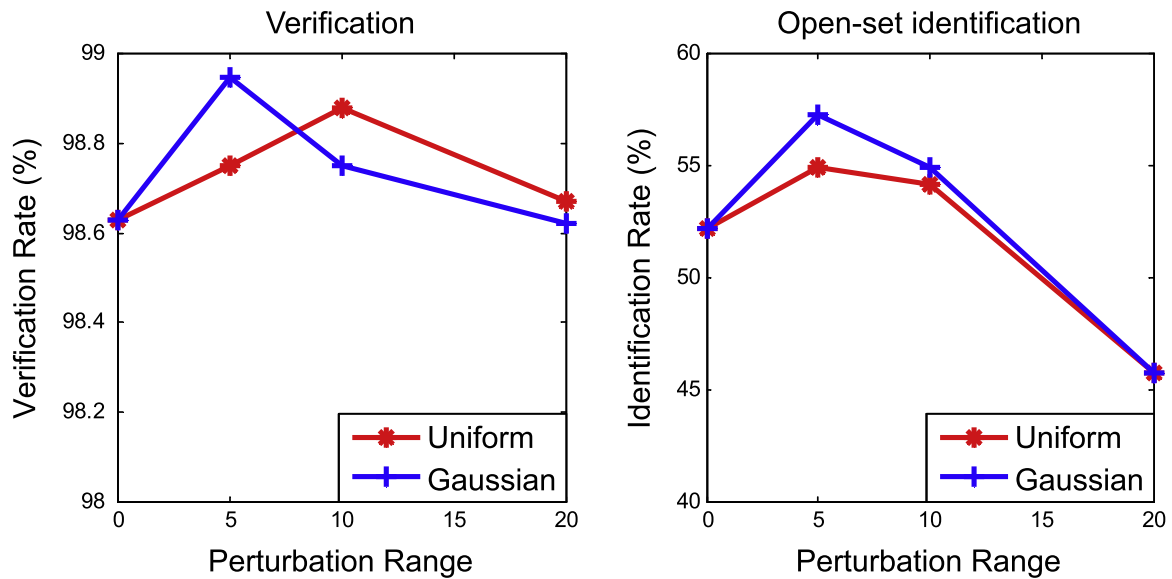 Verification
Verification Rate (%)
99
98.8
98.6
98.4
98.2
98
0 5 10 15 20
Perturbation Range
Uniform
Gaussian
Open-set identification
Identification Rate (%)
60
55
50
45
40
0 5 10 15 20
Perturbation Range
Uniform
Gaussian